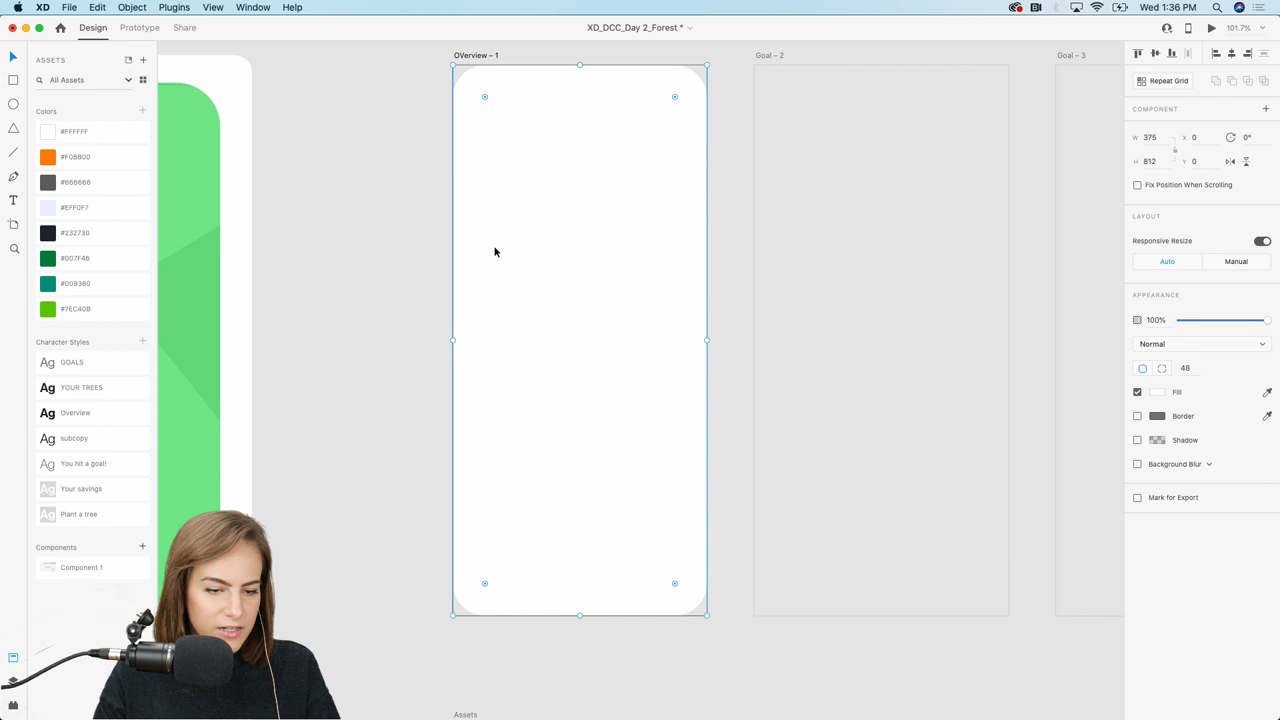 XD File Edit Object Plugins View Window Help
Wed 1:36 PM
Design Prototype Share
XD_DCC_Day 2_Forest *
101.7%
ASSETS
All Assets
Colors
#FFFFFF
#F08B00
#666666
#EFF0F7
#232730
#007F46
#009380
#7EC40B
Character Styles
Ag GOALS
Ag YOUR TREES
Ag Overview
Ag subcopy
Ag You hit a goal!
Ag Your savings
Ag Plant a tree
Components
Component 1
OVerview – 1
Goal – 2
Goal – 3
Assets
Repeat Grid
COMPONENT
W 375 X 0 0°
H 812 Y 0
Fix Position When Scrolling
LAYOUT
Responsive Resize
Auto Manual
APPEARANCE
100%
Normal
48
Fill
Border
Shadow
Background Blur
Mark for Export